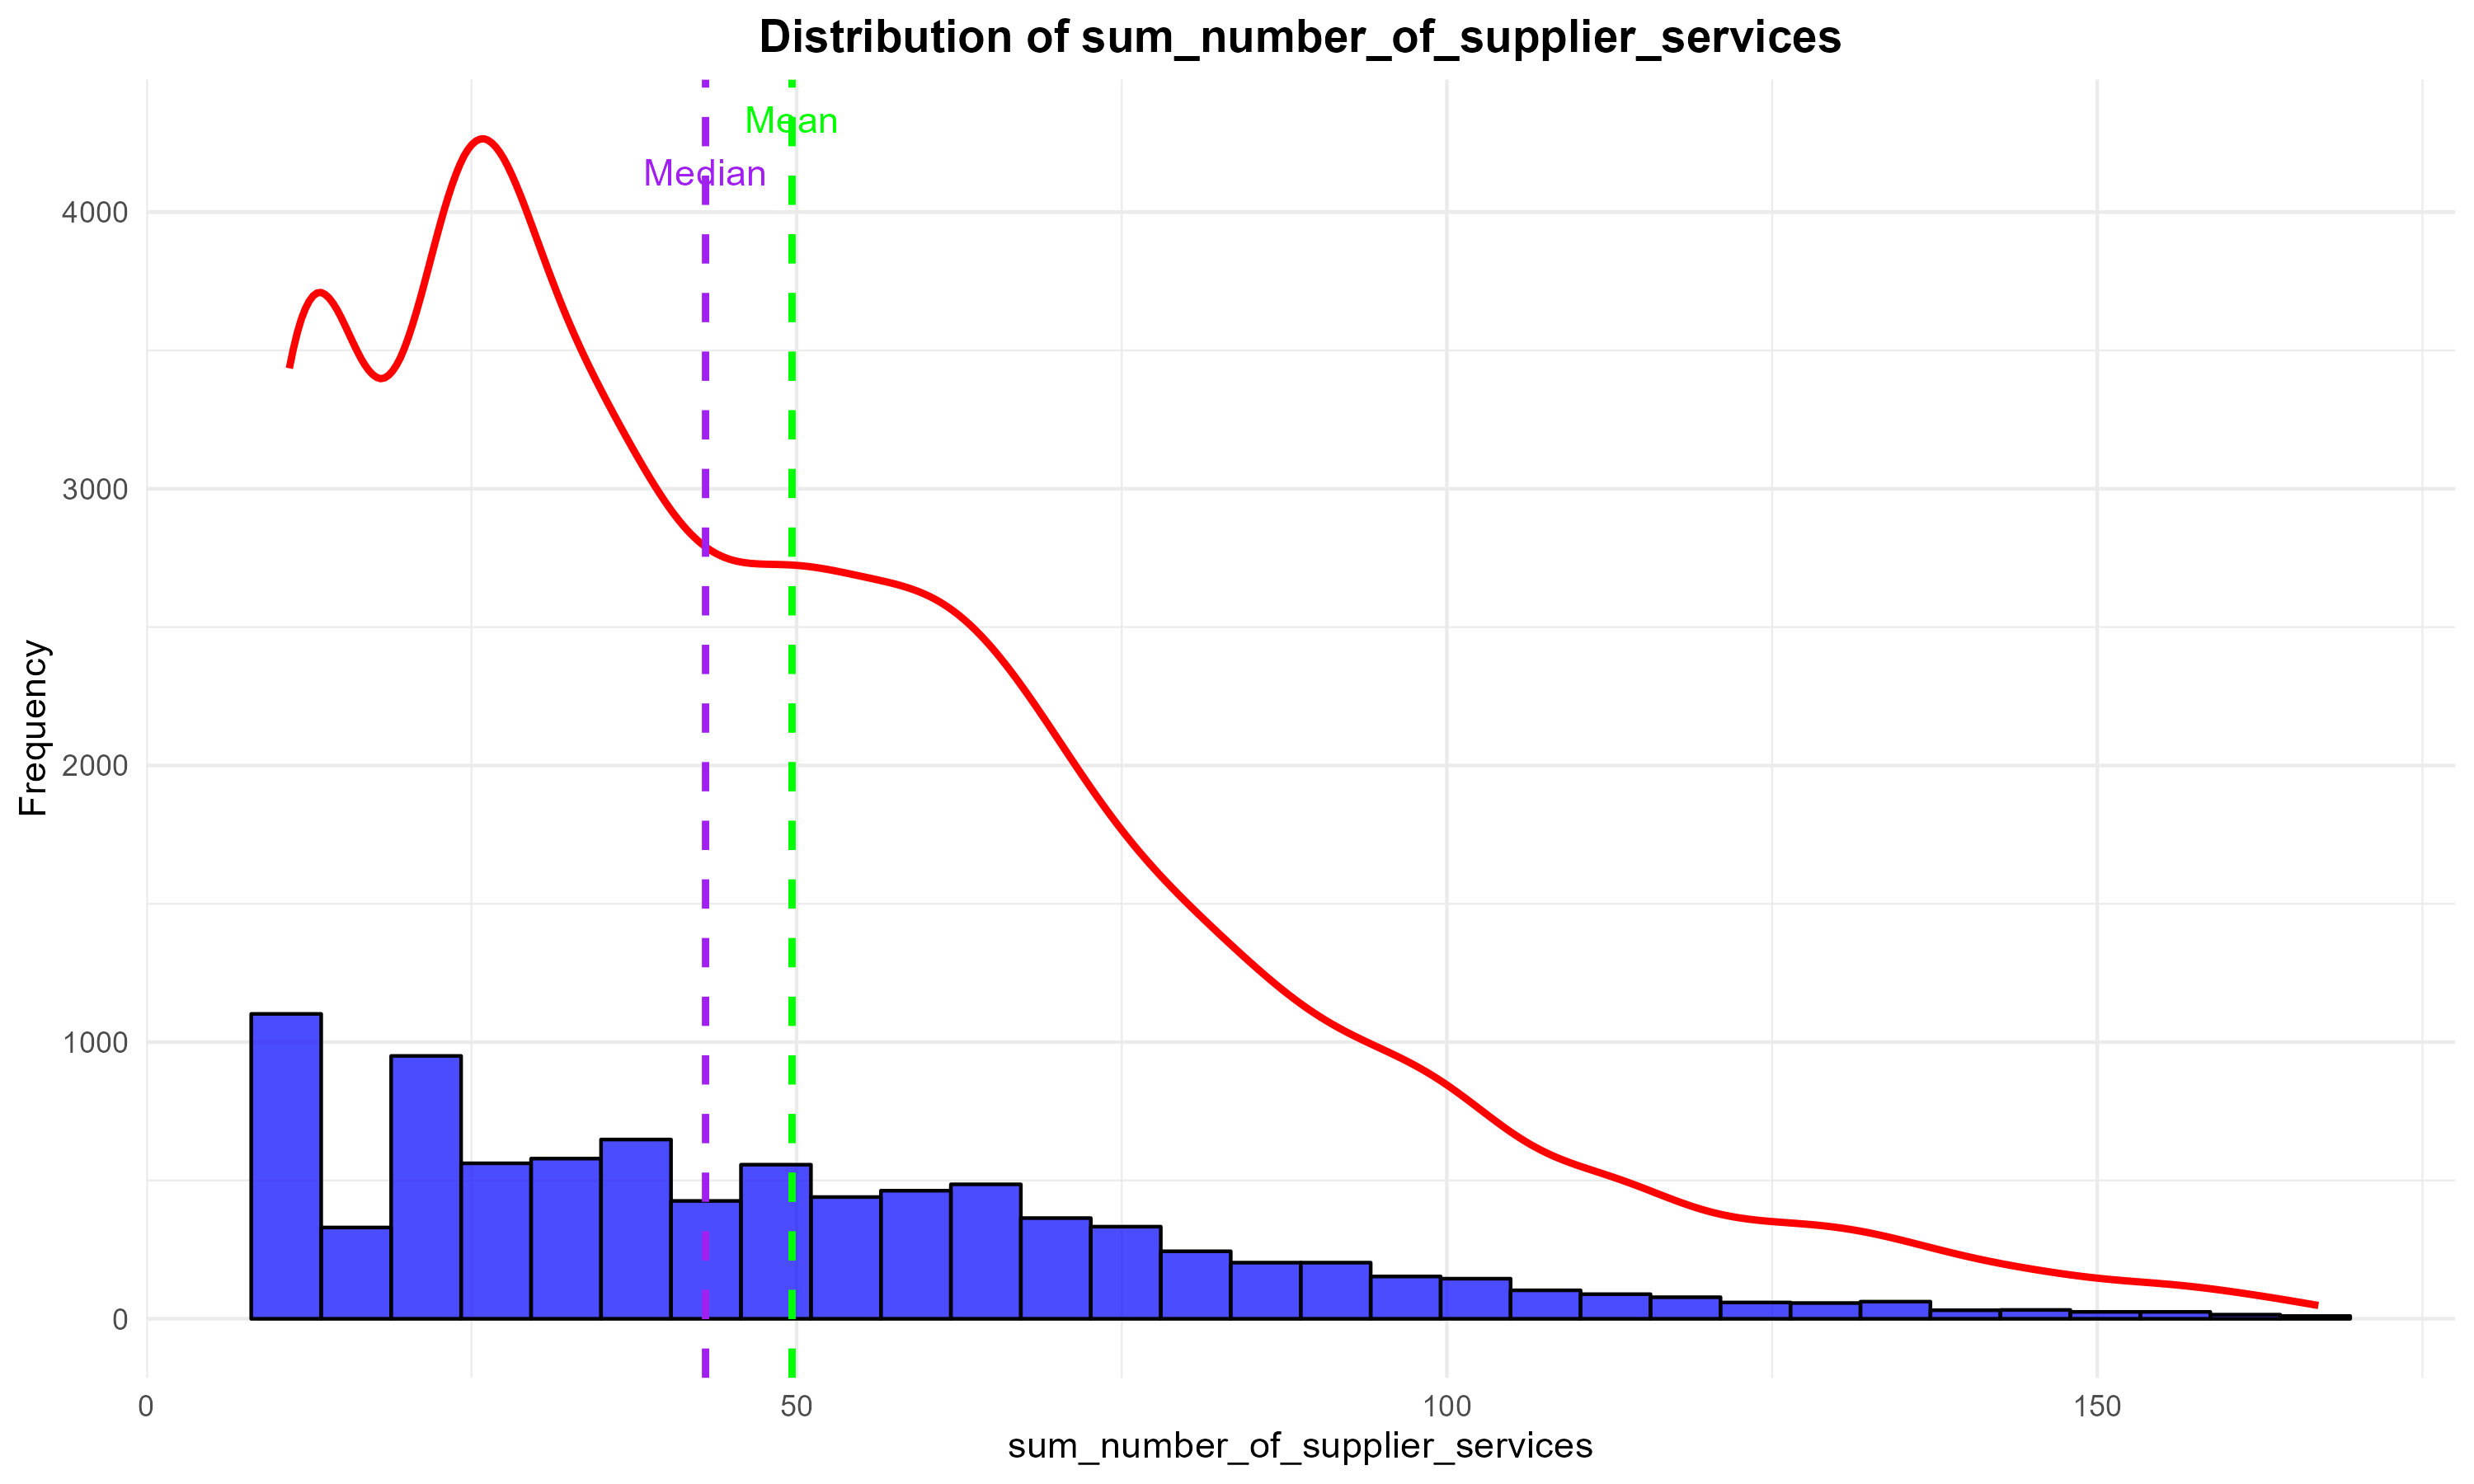 Distribution of sum_number_of_supplier_services
Mean
Median
4000
3000
2000
1000
0
Frequency
0 50 100 150
sum_number_of_supplier_services